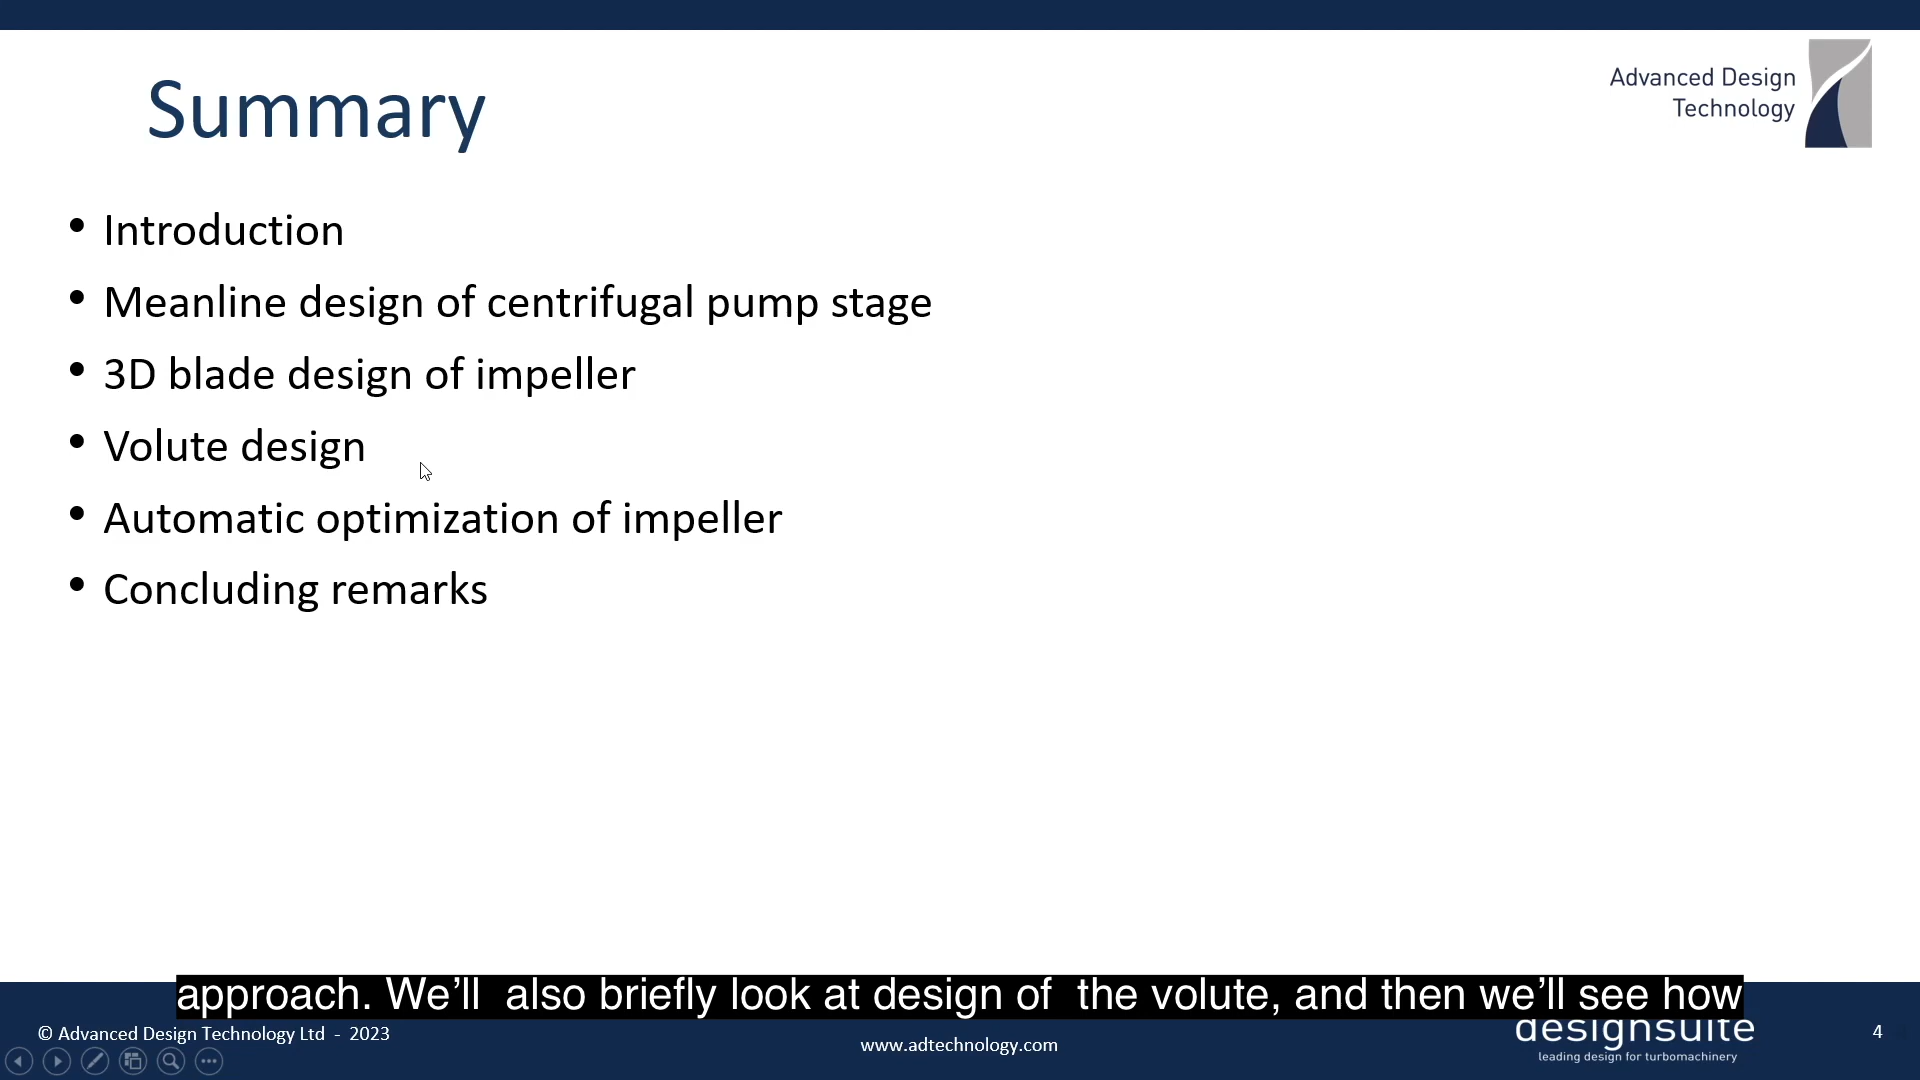 Summary
Advanced Design
Technology
• Introduction
• Meanline design of centrifugal pump stage
• 3D blade design of impeller
• Volute design
• Automatic optimization of impeller
• Concluding remarks
approach. We’ll also briefly look at design of the volute, and then we’ll see how
© Advanced Design Technology Ltd - 2023
www.adtechnology.com
designsuite
leading design for turbomachinery
4